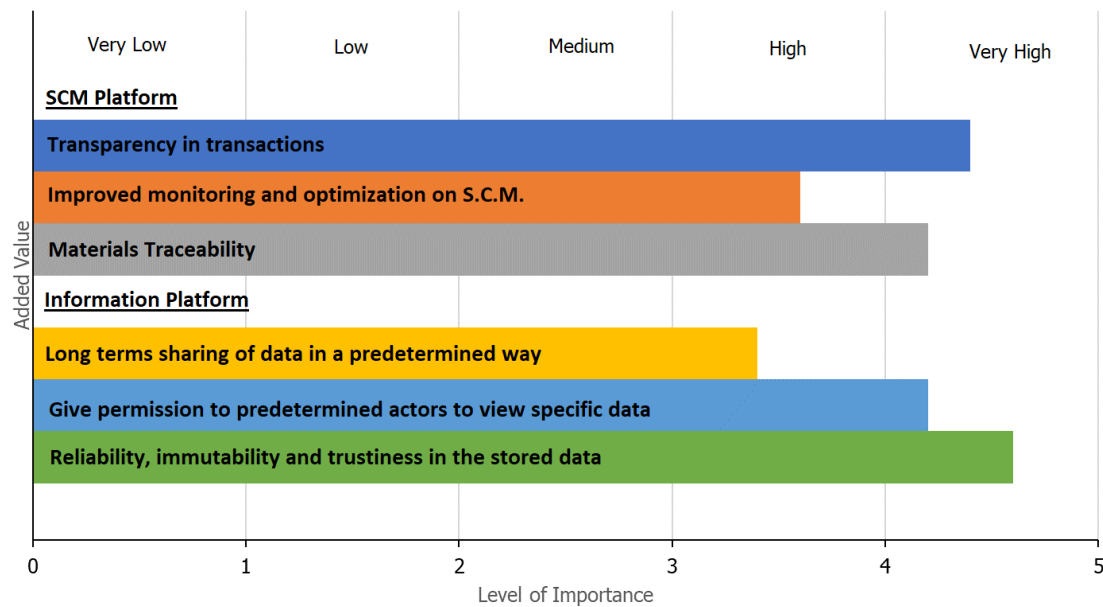 Very Low Low Medium High Very High
SCM Platform
Transparency in transactions
Improved monitoring and optimization on S.C.M.
Materials Traceability
Added Value
Information Platform
Long terms sharing of data in a predetermined way
Give permission to predetermined actors to view specific data
Reliability, immutability and trustiness in the stored data
0 1 2 3 4 5
Level of Importance